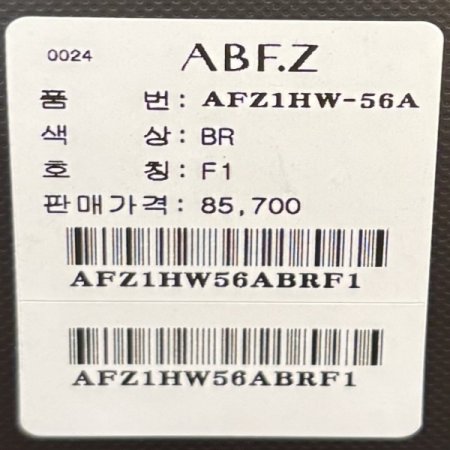 0024 ABF.Z
품 번: AFZ1HW-56A
색 상: BR
호 칭: F1
판매가격: 85,700
AFZ1HW56ABRF1
AFZ1HW56ABRF1